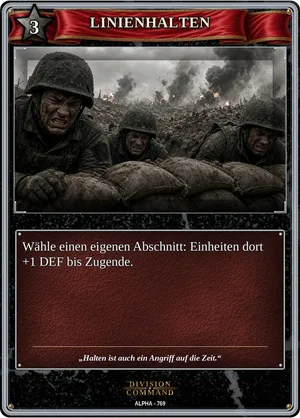 3
LINIENHALTEN
Wähle einen eigenen Abschnitt: Einheiten dort
+1 DEF bis Zugende.
„Halten ist auch ein Angriff auf die Zeit.“
DIVISION
COMMAND
ALPHA - 769